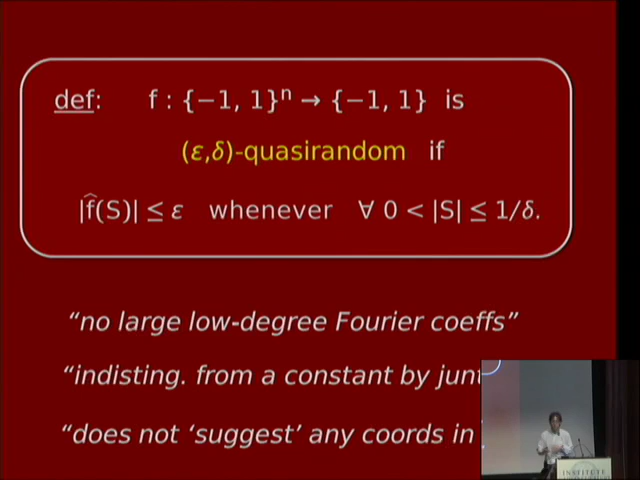 def: f : {−1, 1}ⁿ → {−1, 1} is
(ε,δ)-quasirandom if
|f̂(S)| ≤ ε whenever ∀ 0 < |S| ≤ 1/δ.
“no large low-degree Fourier coeffs”
“indisting. from a constant by
“does not ‘suggest’ any coords in
INSTITUTE